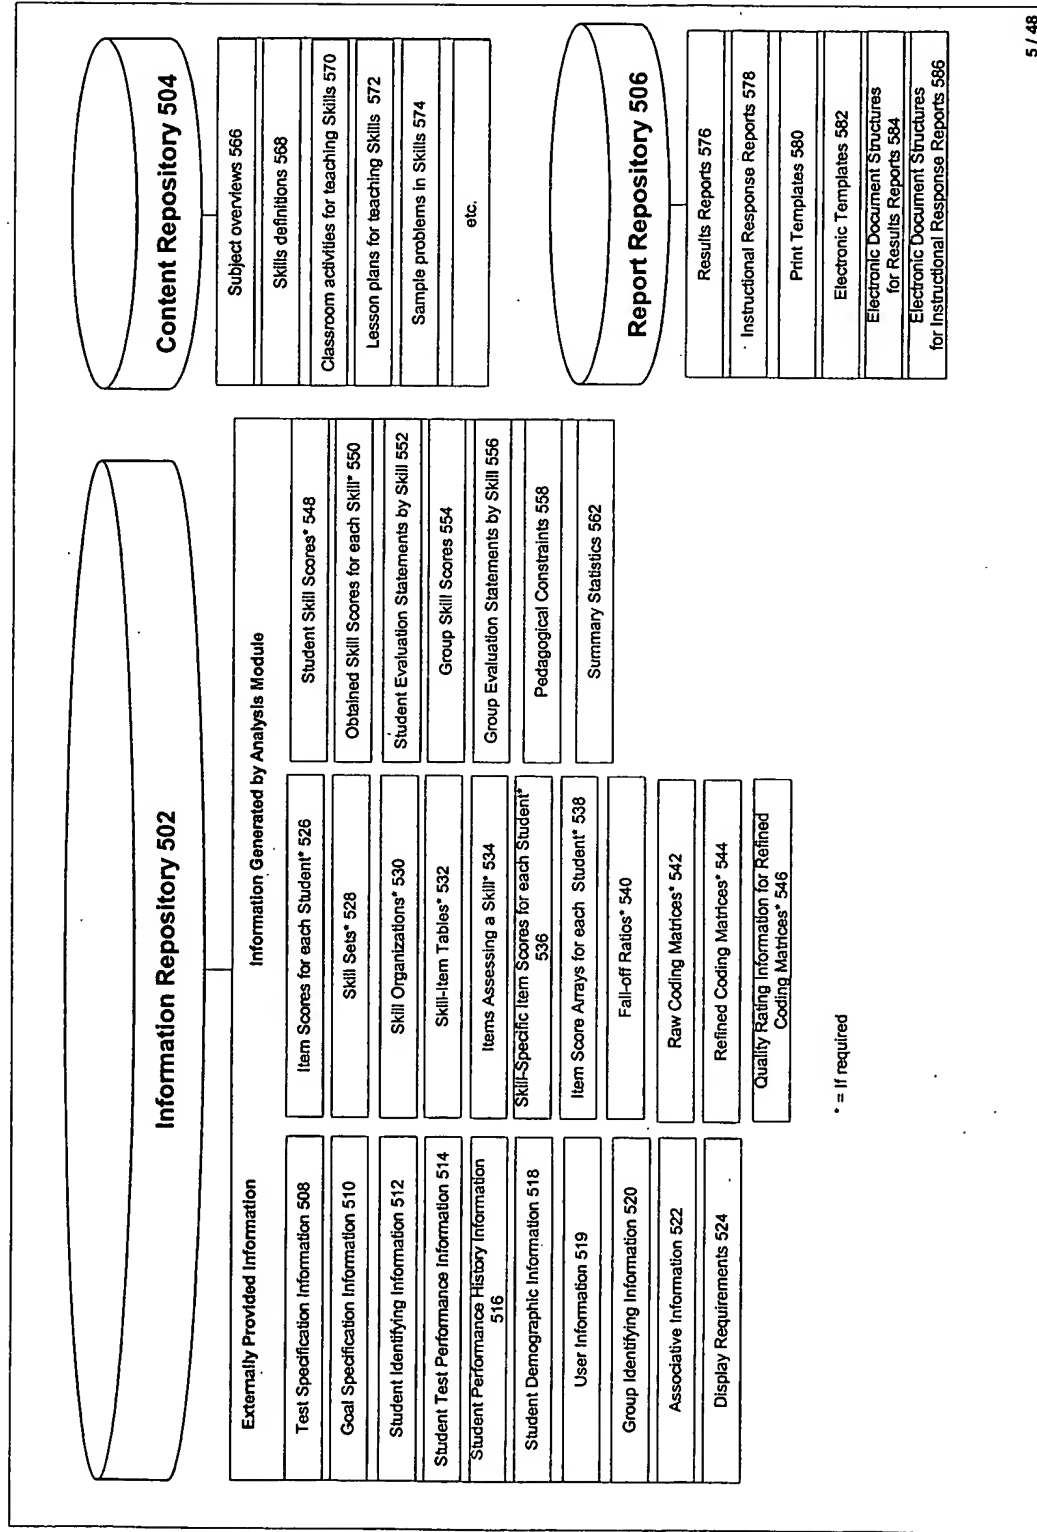 Information Repository 502
Externally Provided Information
Test Specification Information 508
Goal Specification Information 510
Student Identifying Information 512
Student Test Performance Information 514
Student Performance History Information
516
Student Demographic Information 518
User Information 519
Group Identifying Information 520
Associative Information 522
Display Requirements 524
Information Generated by Analysis Module
Item Scores for each Student* 526
Skill Sets* 528
Skill Organizations* 530
Skill-Item Tables* 532
Items Assessing a Skill* 534
Skill-Specific Item Scores for each Student*
536
Item Score Arrays for each Student* 538
Fall-off Ratios* 540
Raw Coding Matrices* 542
Refined Coding Matrices* 544
Quality Rating Information for Refined
Coding Matrices* 546
Student Skill Scores* 548
Obtained Skill Scores for each Skill* 550
Student Evaluation Statements by Skill 552
Group Skill Scores 554
Group Evaluation Statements by Skill 556
Pedagogical Constraints 558
Summary Statistics 562
* = If required
Content Repository 504
Subject overviews 566
Skills definitions 568
Classroom activities for teaching Skills 570
Lesson plans for teaching Skills 572
Sample problems in Skills 574
etc.
Report Repository 506
Results Reports 576
Instructional Response Reports 578
Print Templates 580
Electronic Templates 582
Electronic Document Structures
for Results Reports 584
Electronic Document Structures
for Instructional Response Reports 586
5 / 48